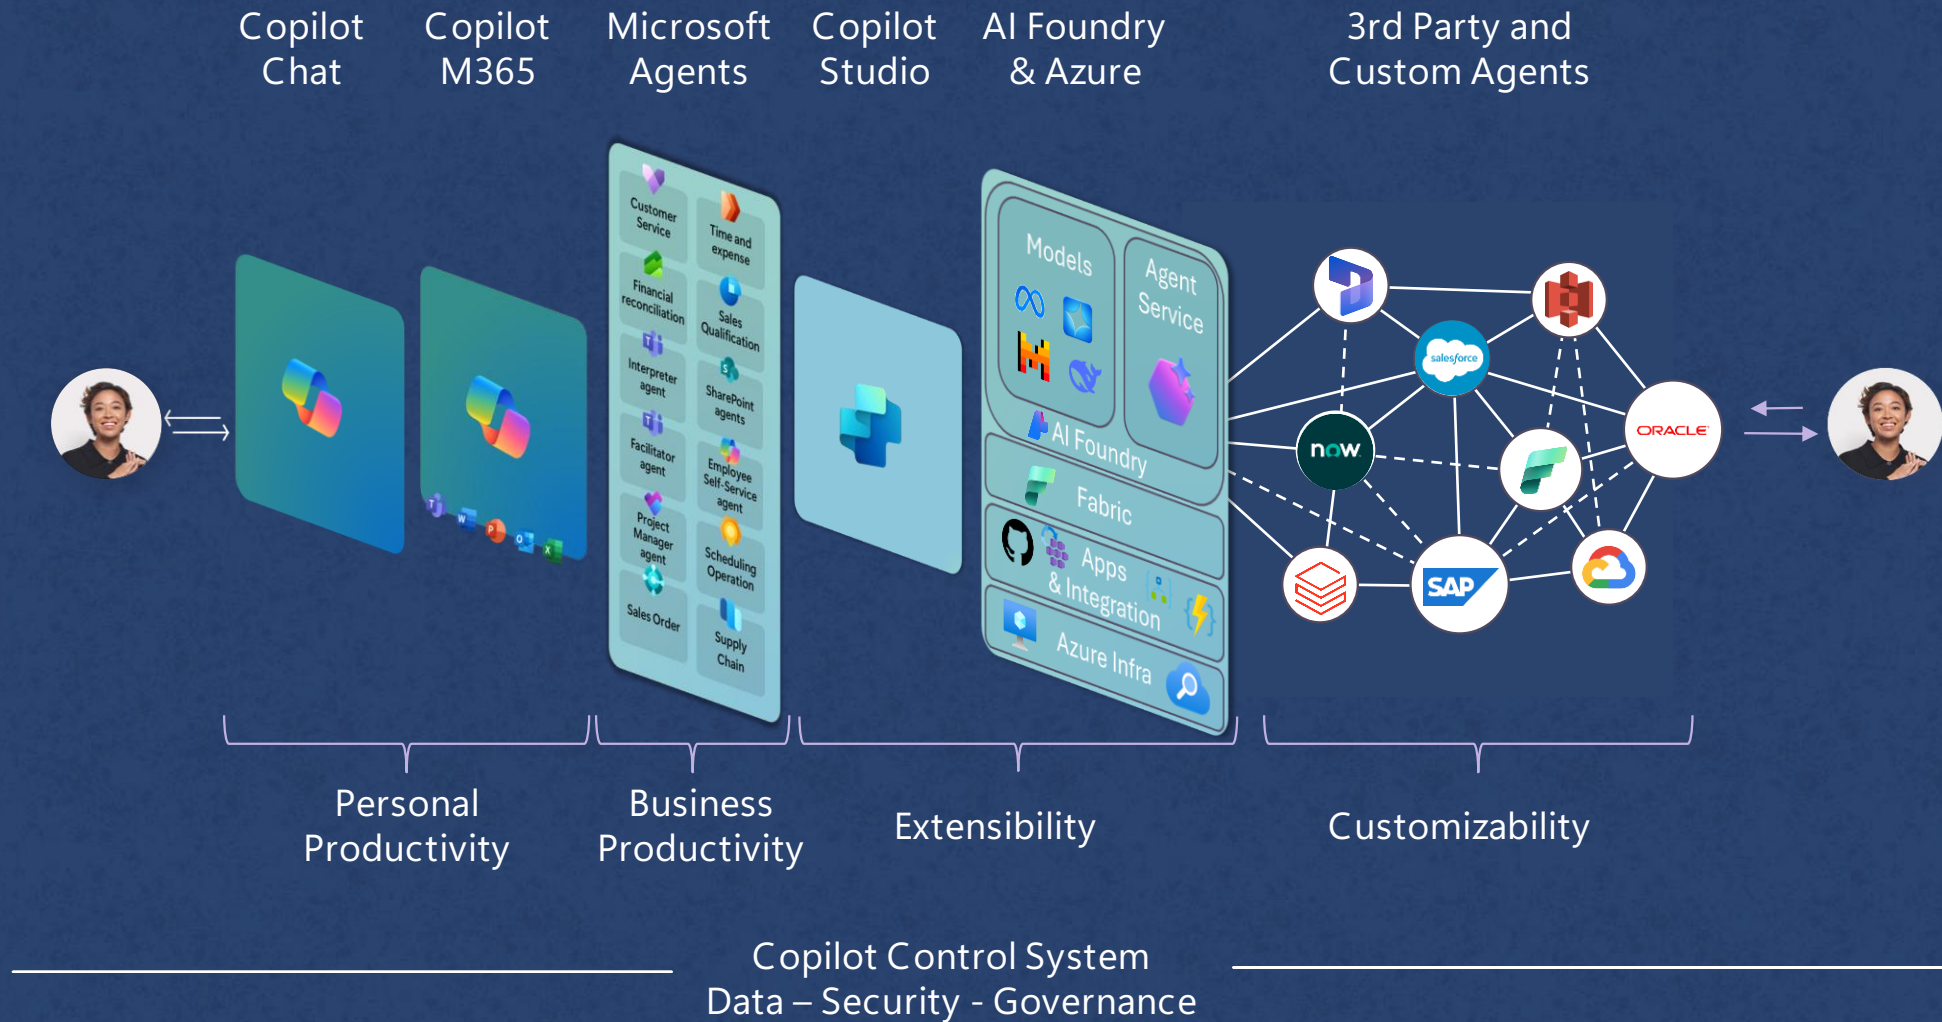 Copilot
Chat
Copilot
M365
Microsoft
Agents
Copilot
Studio
AI Foundry
& Azure
3rd Party and
Custom Agents
Customer
Service
Time and
expense
Financial
reconciliation
Sales
Qualification
Interpreter
agent
SharePoint
agents
Facilitator
agent
Employee
Self-Service
agent
Project
Manager
agent
Scheduling
Operation
Sales Order
Supply
Chain
Models
Agent
Service
AI Foundry
Fabric
Apps
& Integration
Azure Infra
salesforce
now
ORACLE
SAP
Personal
Productivity
Business
Productivity
Extensibility
Customizability
Copilot Control System
Data – Security - Governance